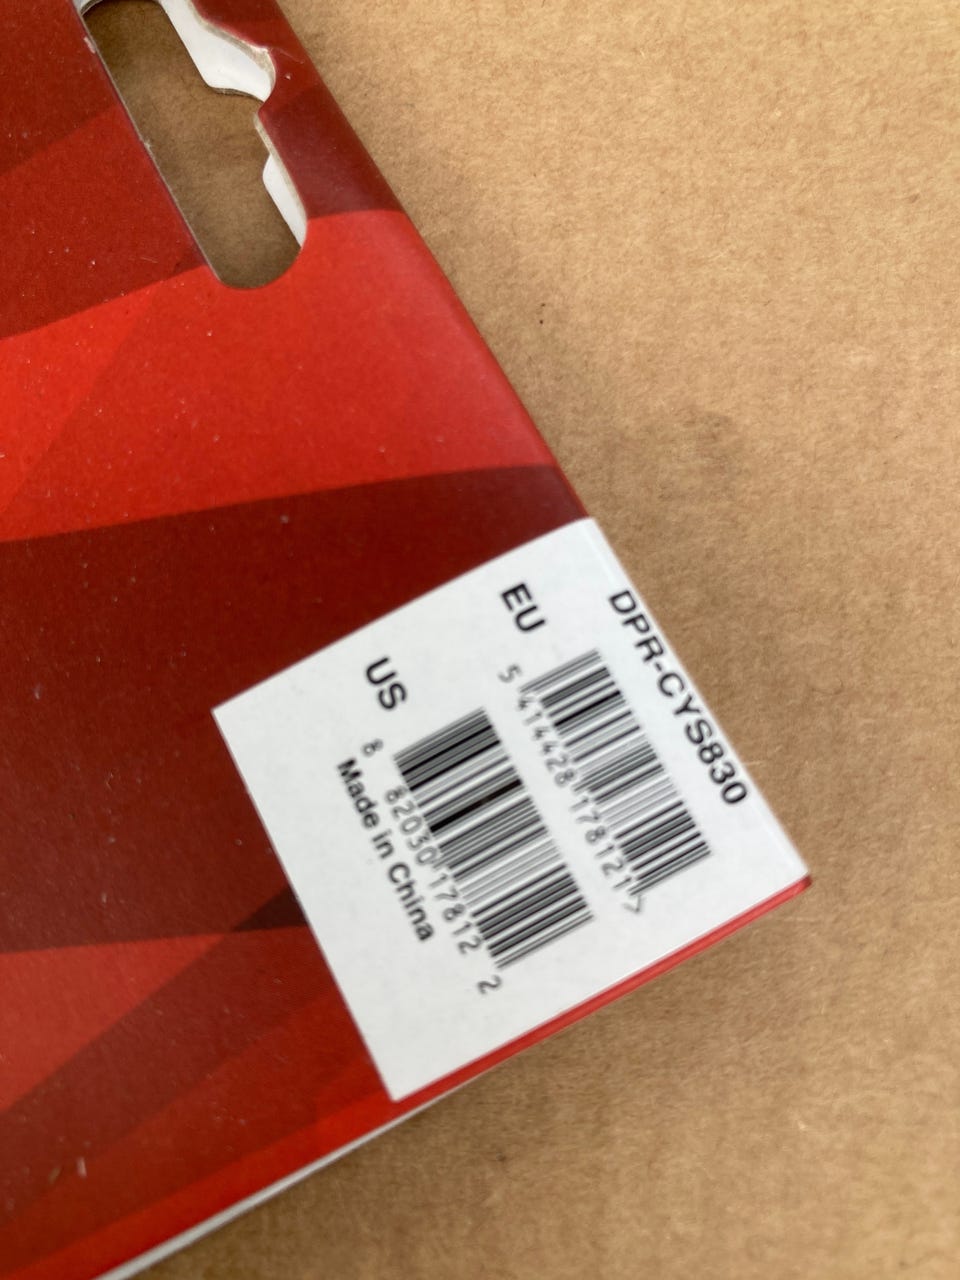 DPR-CYS830
EU
5 414428 178121 >
US
8 82030 17812 2
Made in China